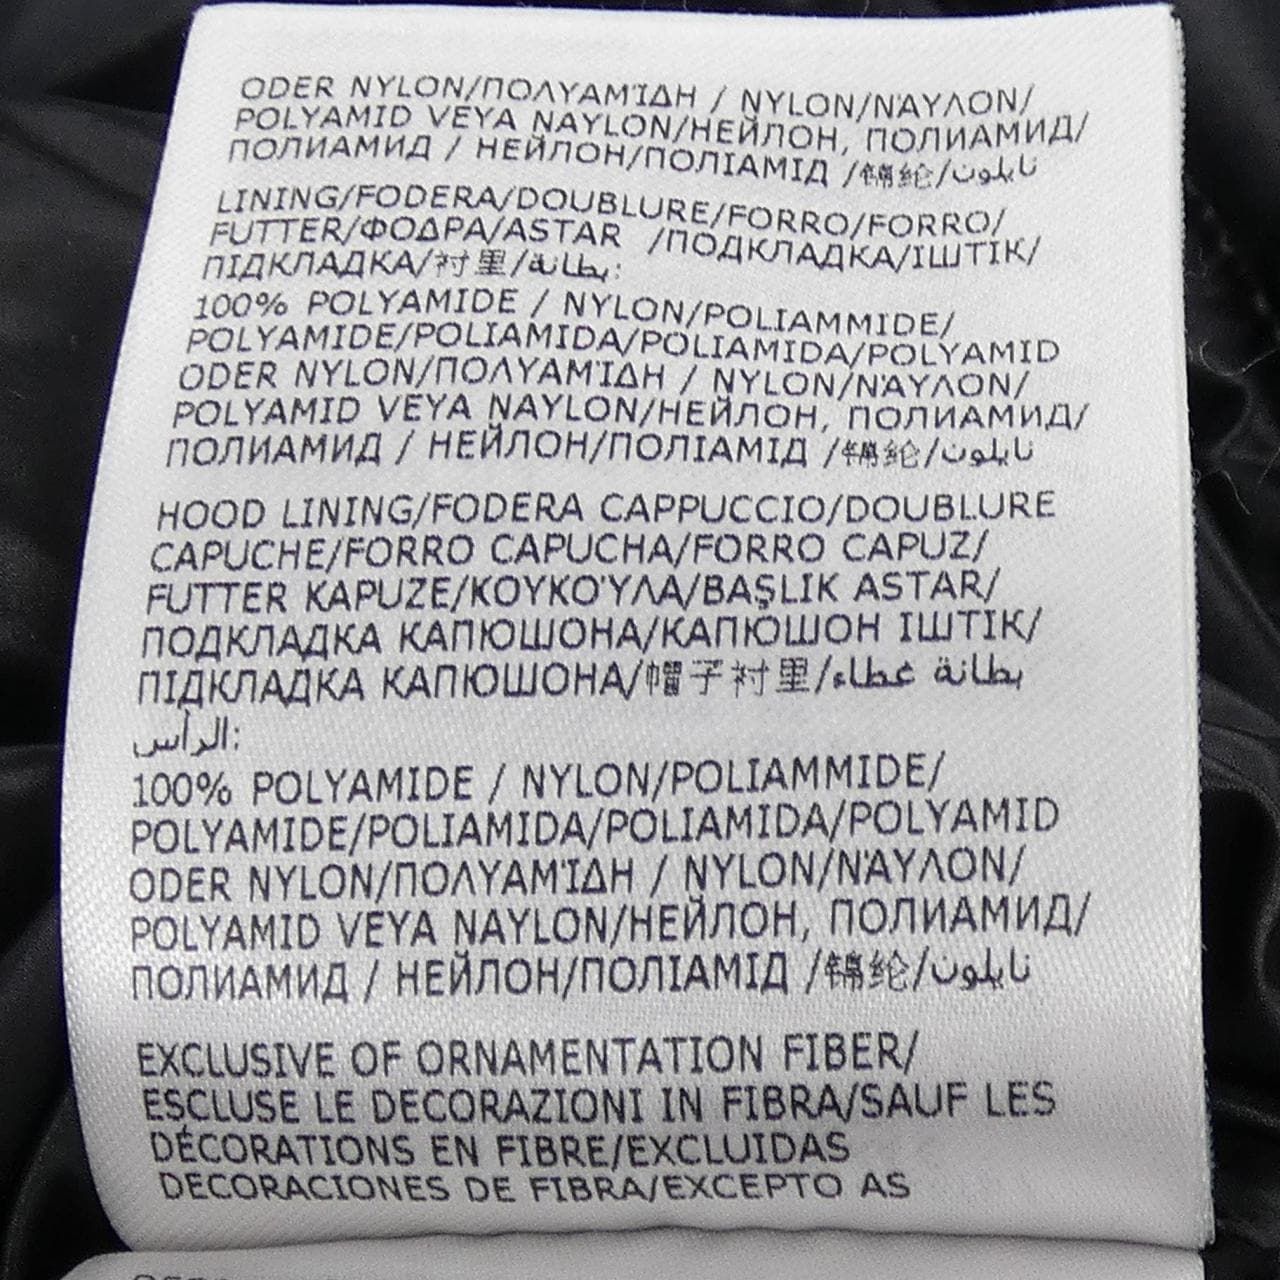 ODER NYLON/ΠΟΛΥΑΜΊΔΗ / NYLON/ΝΆΥΛΟΝ/
POLYAMID VEYA NAYLON/НЕЙЛОН, ПОЛИАМИД/
ПОЛИАМИД / НЕЙЛОН/ПОЛІАМІД /锦纶/نايلون
LINING/FODERA/DOUBLURE/FORRO/FORRO/
FUTTER/ΦΟΔΡΑ/ASTAR /ПОДКЛАДКА/ІШТІК/
ПІДКЛАДКА/衬里/بطانة:
100% POLYAMIDE / NYLON/POLIAMMIDE/
POLYAMIDE/POLIAMIDA/POLIAMIDA/POLYAMID
ODER NYLON/ΠΟΛΥΑΜΊΔΗ / NYLON/ΝΆΥΛΟΝ/
POLYAMID VEYA NAYLON/НЕЙЛОН, ПОЛИАМИД/
ПОЛИАМИД / НЕЙЛОН/ПОЛІАМІД /锦纶/نايلون
HOOD LINING/FODERA CAPPUCCIO/DOUBLURE
CAPUCHE/FORRO CAPUCHA/FORRO CAPUZ/
FUTTER KAPUZE/ΚΟΥΚΟΎΛΑ/BAŞLIK ASTAR/
ПОДКЛАДКА КАПЮШОНА/КАПЮШОН ІШТІК/
ПІДКЛАДКА КАПЮШОНА/帽子衬里/بطانة غطاء
الرأس:
100% POLYAMIDE / NYLON/POLIAMMIDE/
POLYAMIDE/POLIAMIDA/POLIAMIDA/POLYAMID
ODER NYLON/ΠΟΛΥΑΜΊΔΗ / NYLON/ΝΆΥΛΟΝ/
POLYAMID VEYA NAYLON/НЕЙЛОН, ПОЛИАМИД/
ПОЛИАМИД / НЕЙЛОН/ПОЛІАМІД /锦纶/نايلون
EXCLUSIVE OF ORNAMENTATION FIBER/
ESCLUSE LE DECORAZIONI IN FIBRA/SAUF LES
DÉCORATIONS EN FIBRE/EXCLUIDAS
DECORACIONES DE FIBRA/EXCEPTO AS